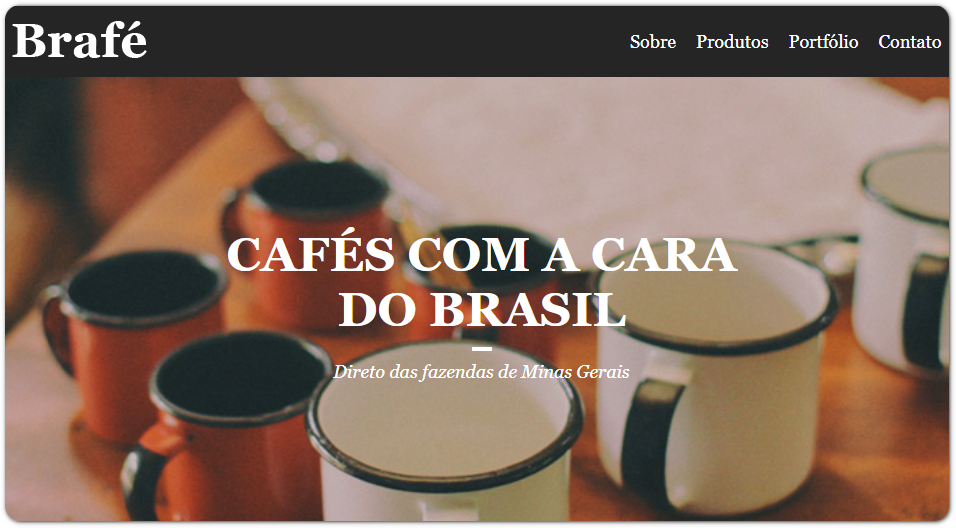 Brafé
Sobre Produtos Portfólio Contato
CAFÉS COM A CARA
DO BRASIL
Direto das fazendas de Minas Gerais